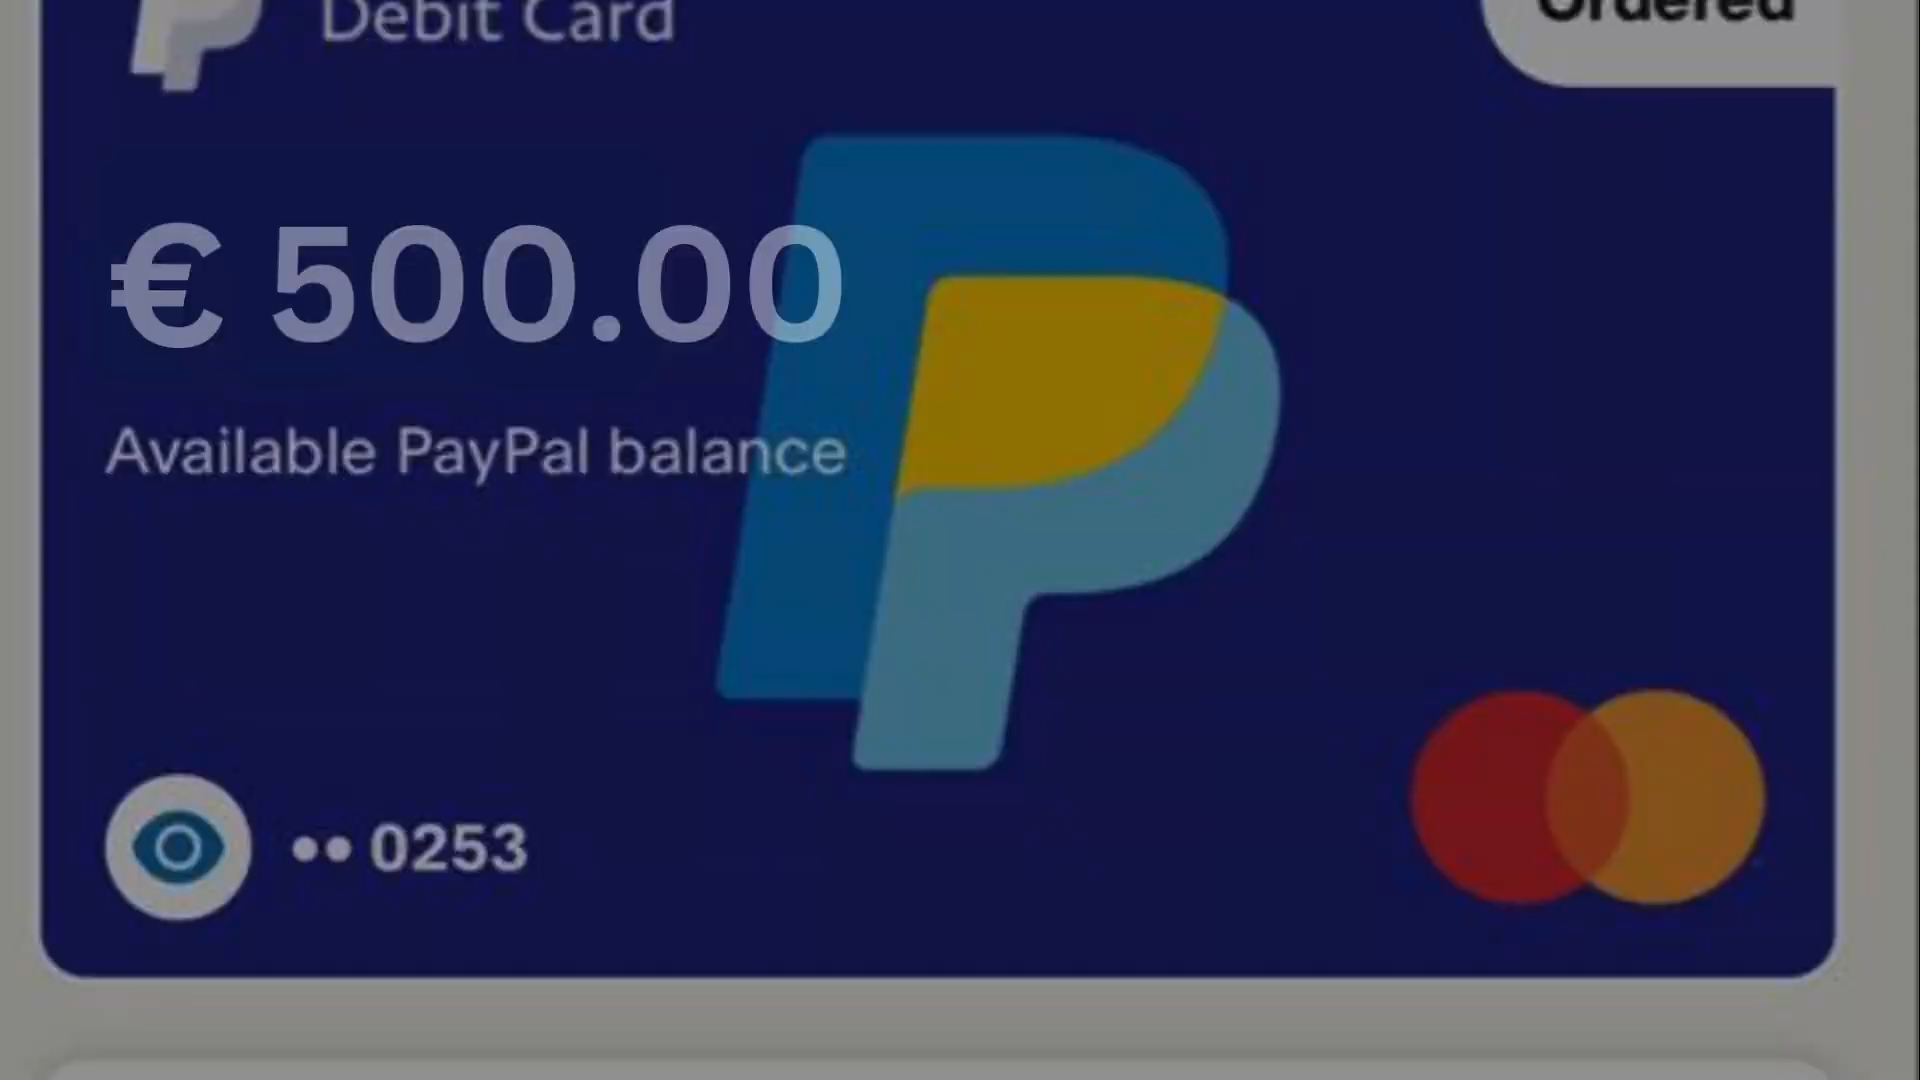 Debit Card
Ordered
€ 500.00
Available PayPal balance
•• 0253